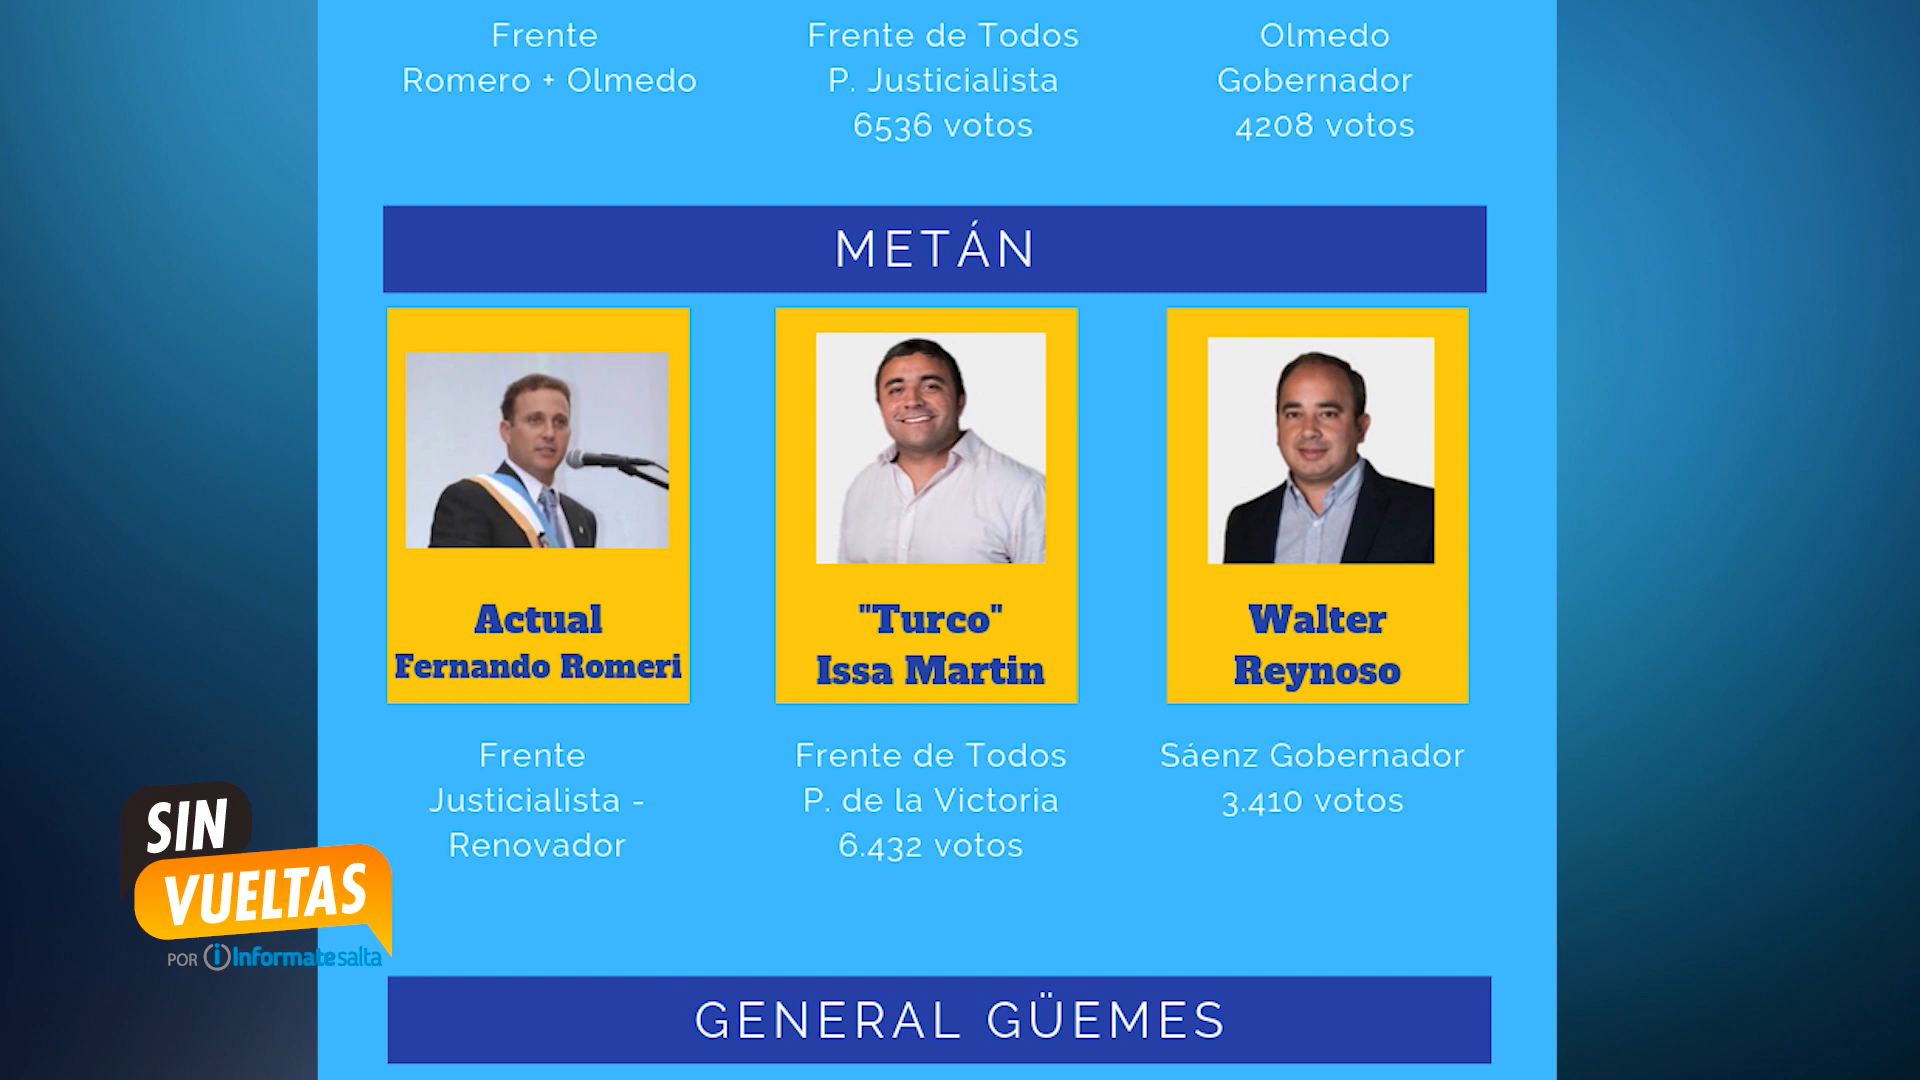 Frente
Romero + Olmedo
Frente de Todos
P. Justicialista
6536 votos
Olmedo
Gobernador
4208 votos
METÁN
Actual
Fernando Romeri
Frente
Justicialista -
Renovador
"Turco"
Issa Martin
Frente de Todos
P. de la Victoria
6.432 votos
Walter
Reynoso
Sáenz Gobernador
3.410 votos
SIN
VUELTAS
POR Informatesalta
GENERAL GÜEMES